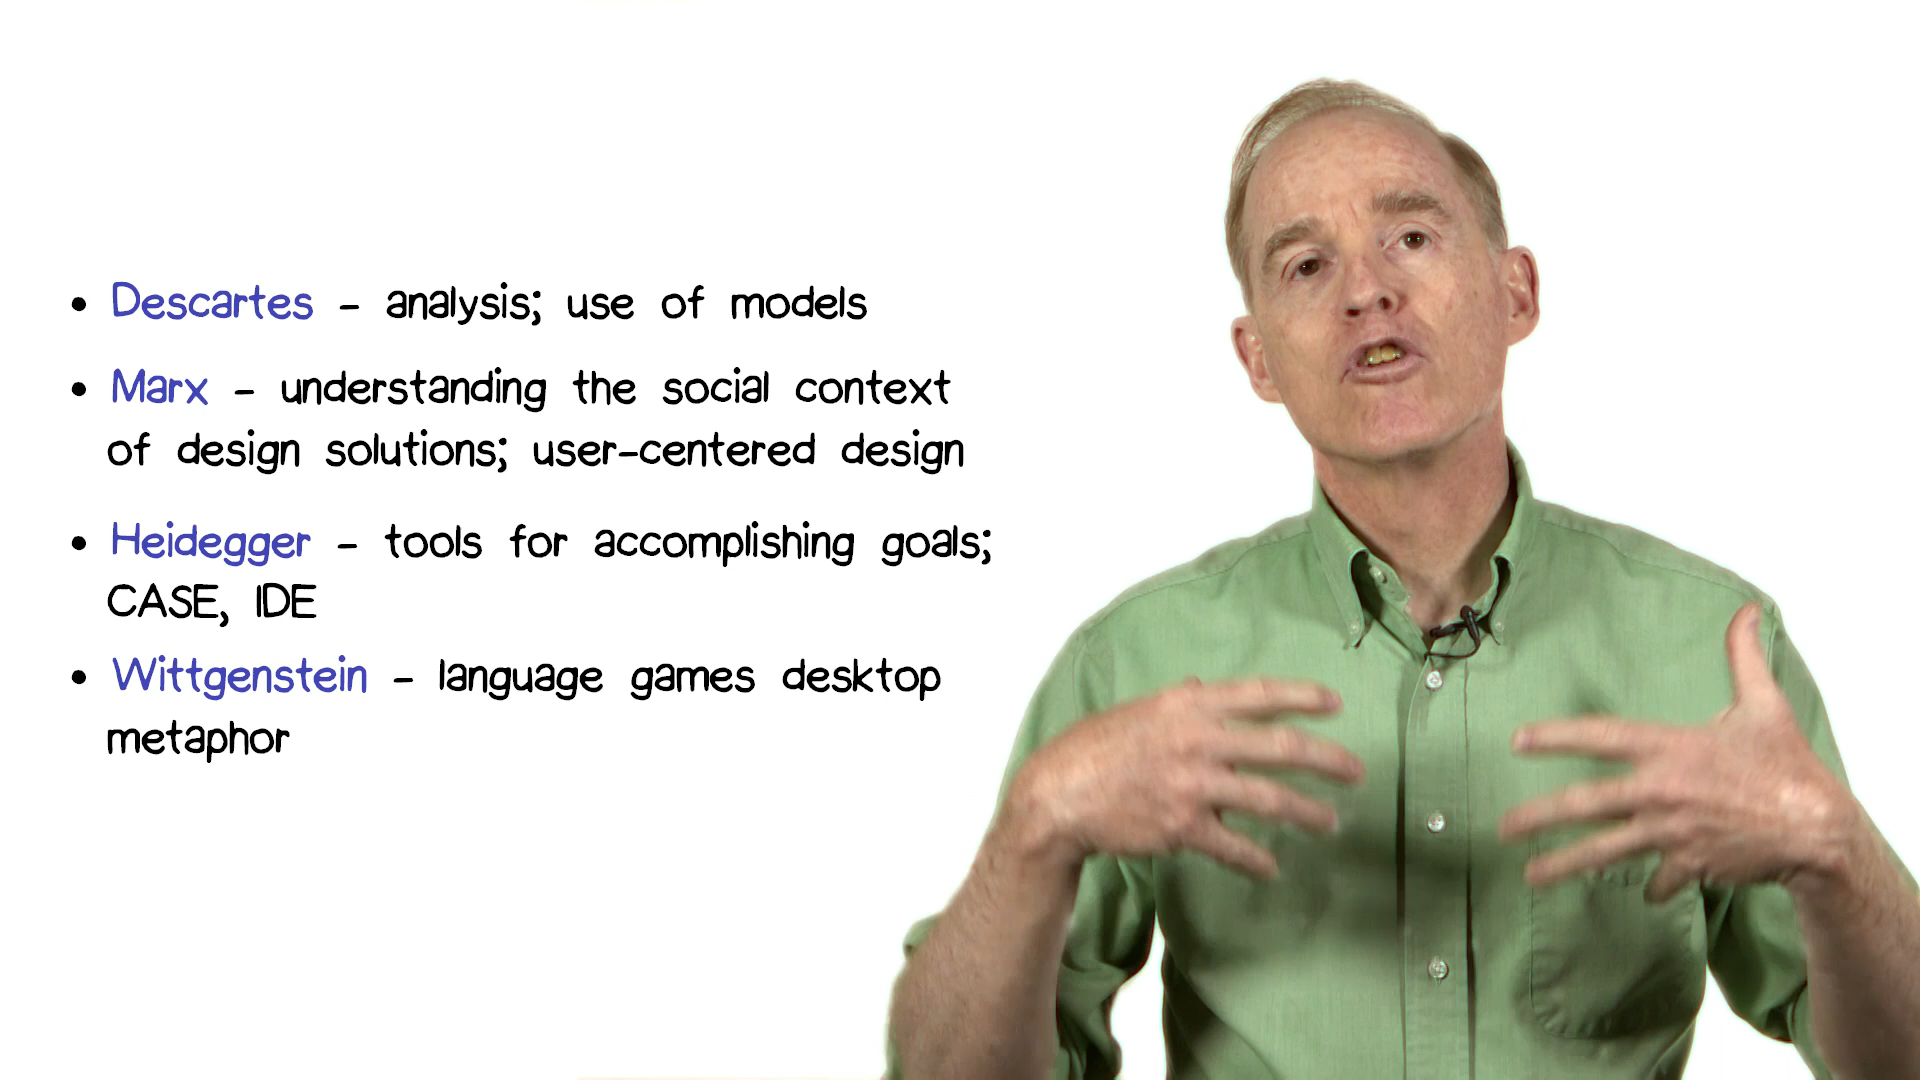 • Descartes - analysis; use of models
• Marx - understanding the social context
of design solutions; user-centered design
• Heidegger - tools for accomplishing goals;
CASE, IDE
• Wittgenstein - language games desktop
metaphor